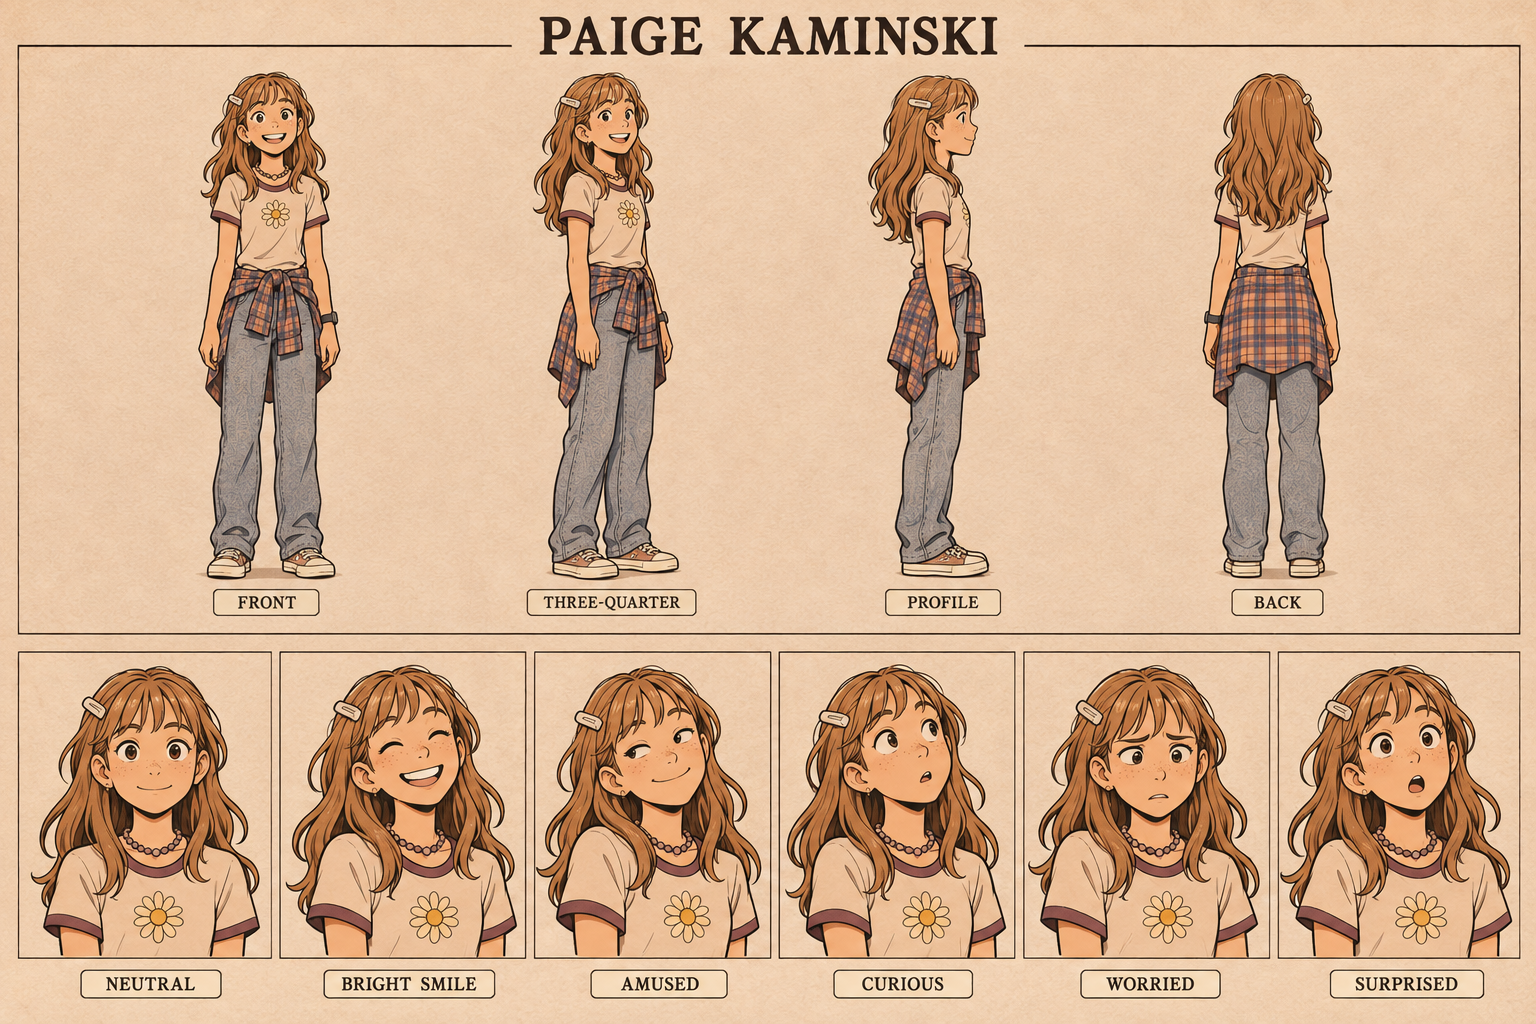 PAIGE KAMINSKI
FRONT
THREE-QUARTER
PROFILE
BACK
NEUTRAL
BRIGHT SMILE
AMUSED
CURIOUS
WORRIED
SURPRISED